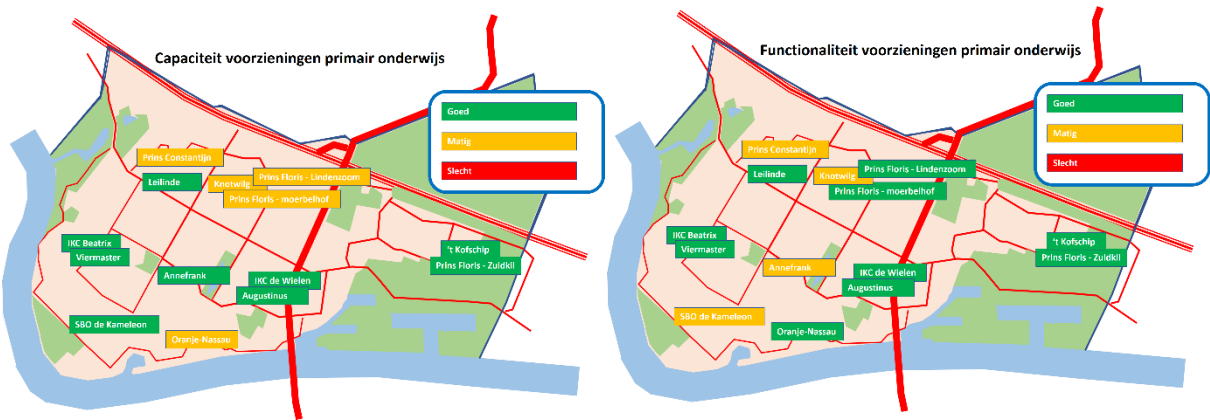 Capaciteit voorzieningen primair onderwijs
Goed
Matig
Slecht
Prins Constantijn
Leilinde
Knotwilg
Prins Floris - Lindenzoom
Prins Floris - moerbelhof
IKC Beatrix
Viermaster
't Kofschip
Prins Floris - Zuidkil
Annefrank
IKC de Wielen
Augustinus
SBO de Kameleon
Oranje-Nassau
Functionaliteit voorzieningen primair onderwijs
Goed
Matig
Slecht
Prins Constantijn
Leilinde
Knotwilg
Prins Floris - Lindenzoom
Prins Floris - moerbelhof
IKC Beatrix
Viermaster
't Kofschip
Prins Floris - Zuidkil
Annefrank
IKC de Wielen
Augustinus
SBO de Kameleon
Oranje-Nassau